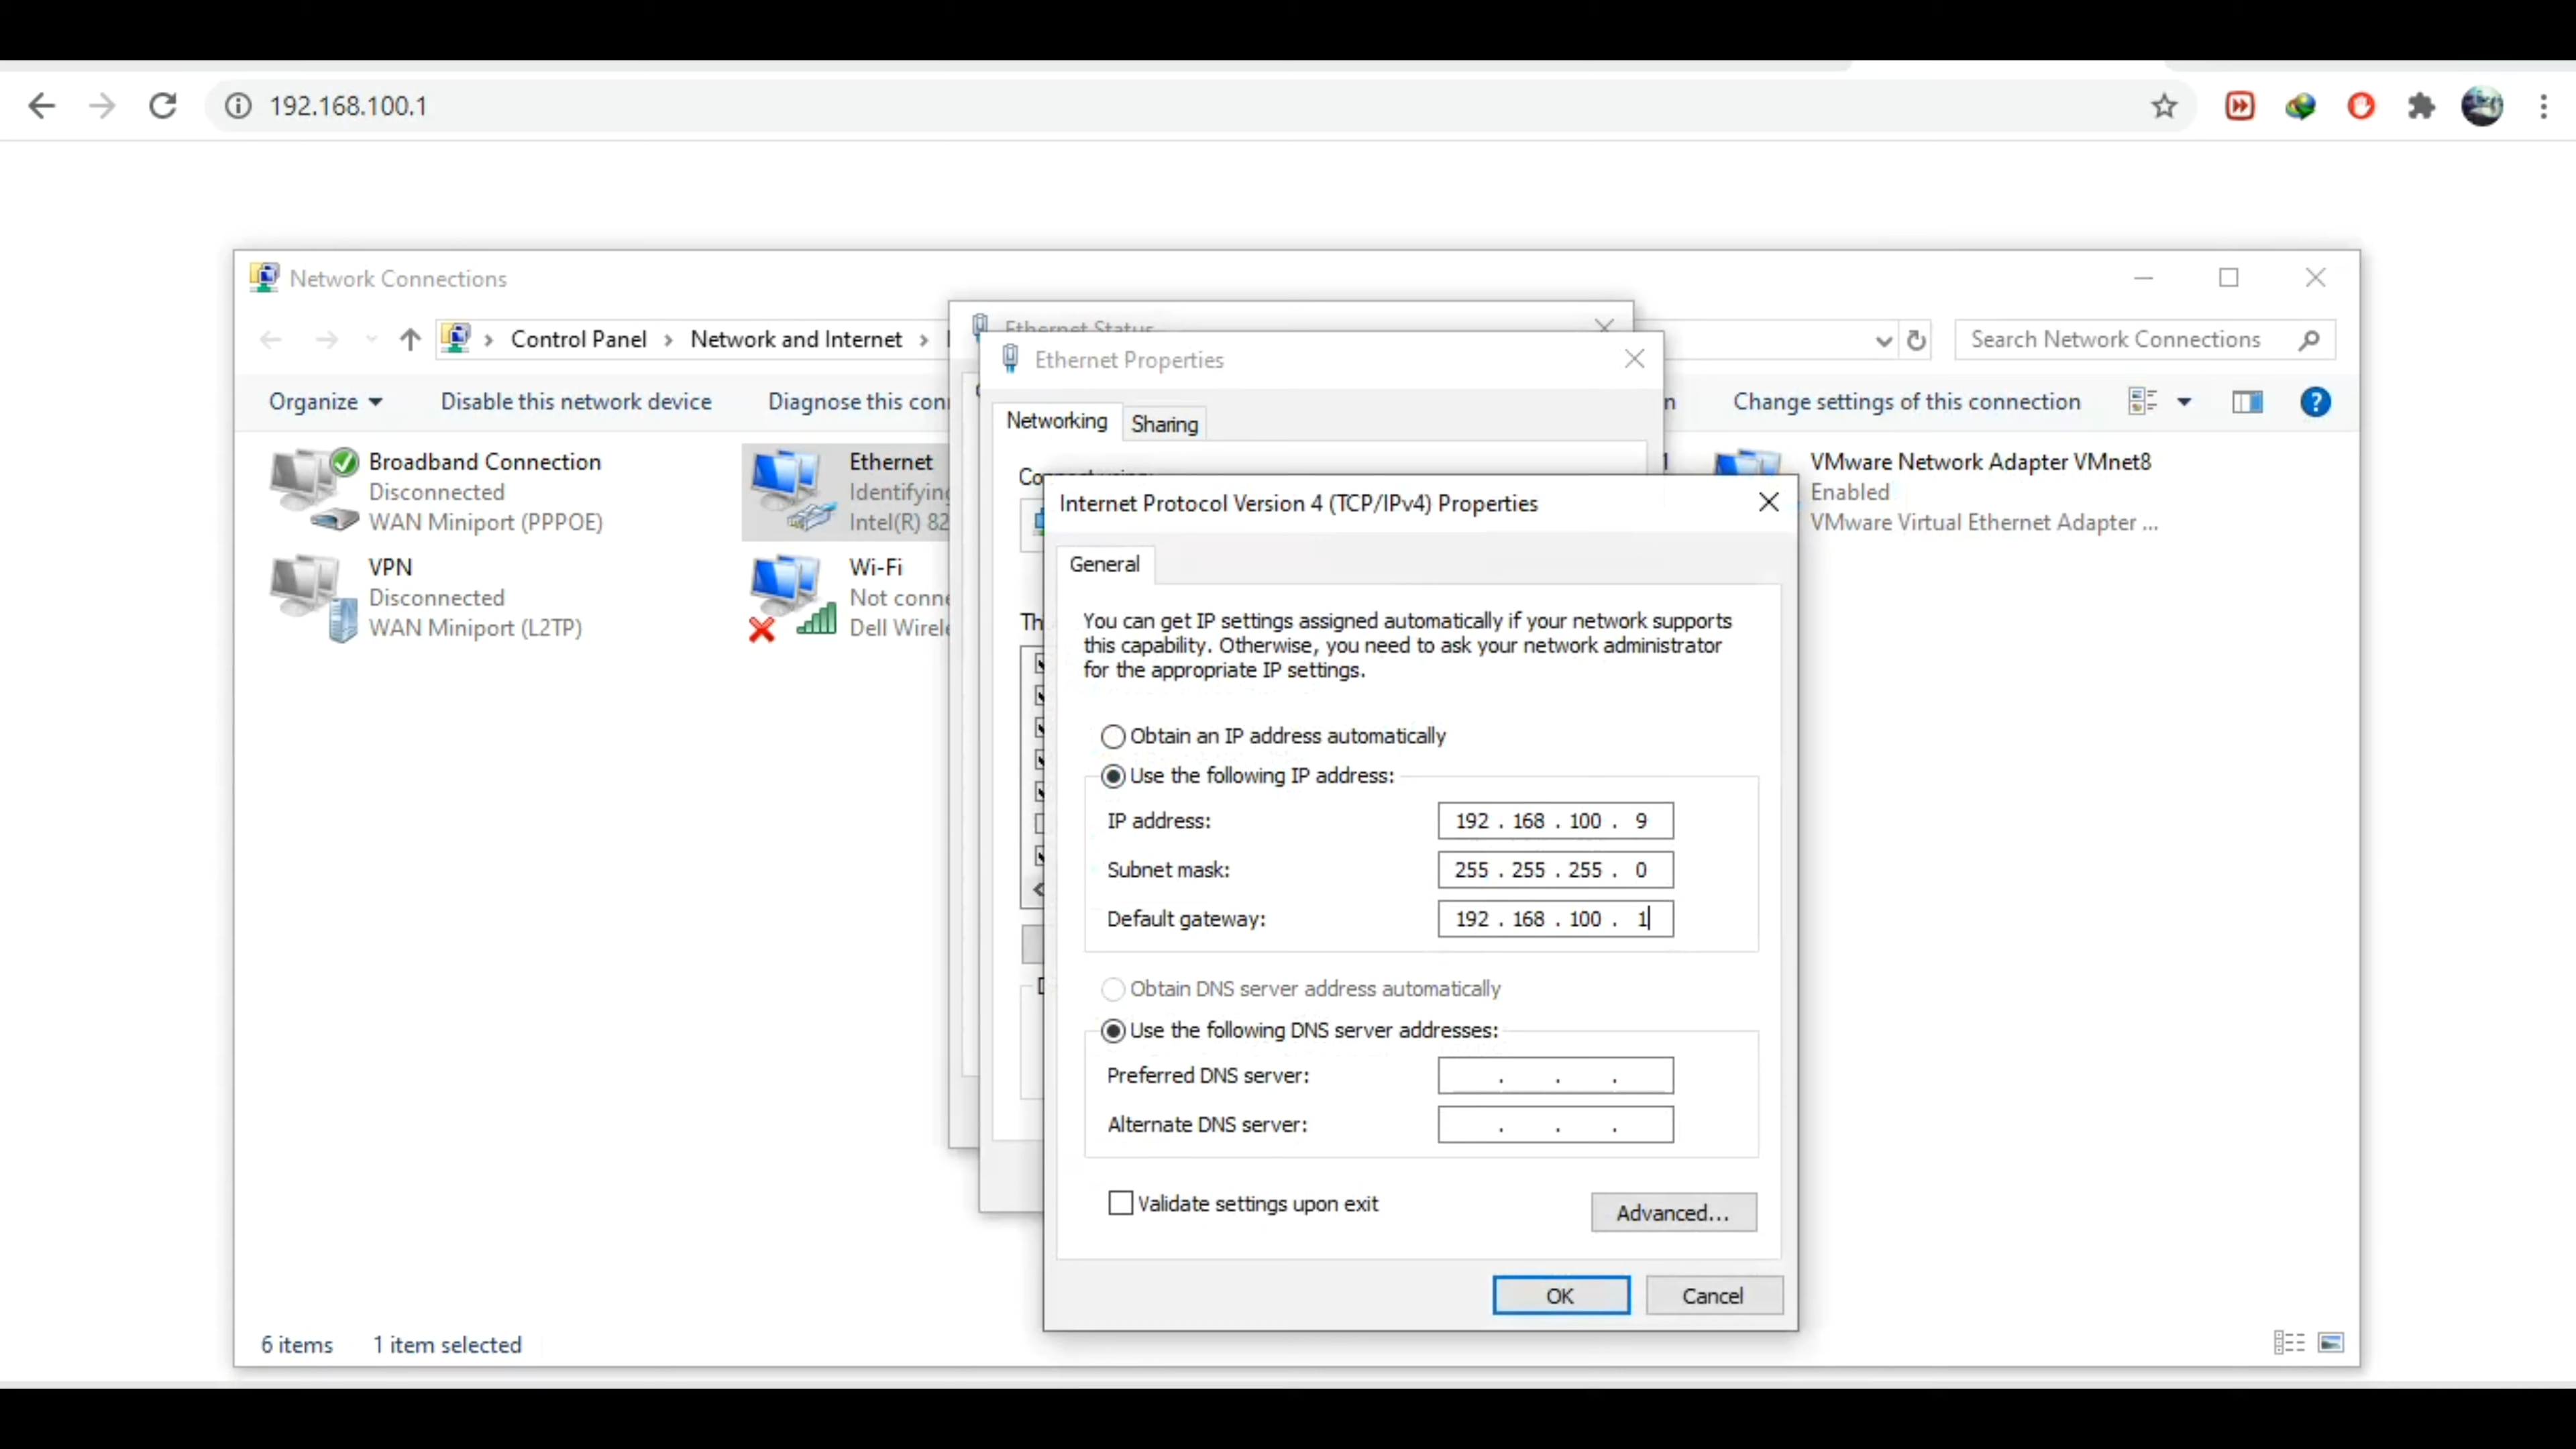 192.168.100.1
Network Connections
Ethernet Status
Control Panel
Network and Internet
Search Network Connections
Ethernet Properties
Organize
Disable this network device
Diagnose this
Change settings of this connection
Networking
Sharing
Broadband Connection
Disconnected
WAN Miniport (PPPOE)
Ethernet
Intel(R) 82
VMware Network Adapter VMnet8
Enabled
VMware Virtual Ethernet Adapter ...
VPN
Disconnected
WAN Miniport (L2TP)
Wi-Fi
Not
Dell
Internet Protocol Version 4 (TCP/IPv4) Properties
General
You can get IP settings assigned automatically if your network supports
this capability. Otherwise, you need to ask your network administrator
for the appropriate IP settings.
Obtain an IP address automatically
Use the following IP address:
IP address: 192 . 168 . 100 . 9
Subnet mask: 255 . 255 . 255 . 0
Default gateway: 192 . 168 . 100 . 1
Obtain DNS server address automatically
Use the following DNS server addresses:
Preferred DNS server: . . .
Alternate DNS server: . . .
Validate settings upon exit
Advanced...
OK
Cancel
6 items
1 item selected